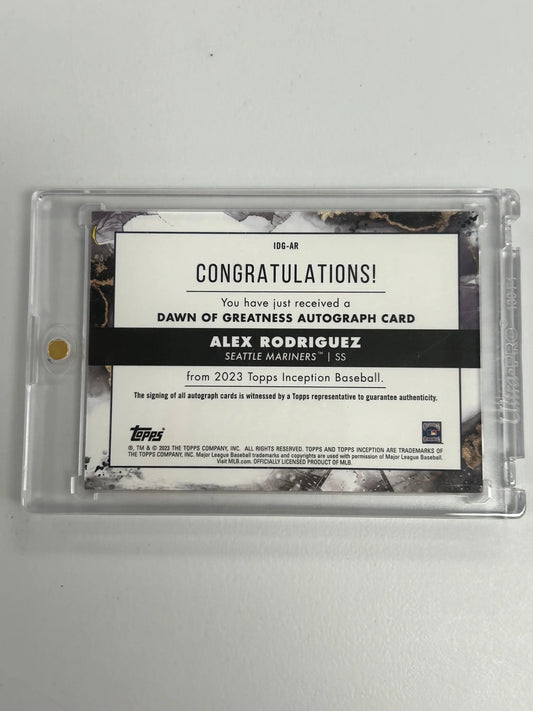 IDG-AR
CONGRATULATIONS!
You have just received a
DAWN OF GREATNESS AUTOGRAPH CARD
ALEX RODRIGUEZ
SEATTLE MARINERS™ | SS
from 2023 Topps Inception Baseball.
The signing of all autograph cards is witnessed by a Topps representative to guarantee authenticity.
Topps
®, TM & © 2023 THE TOPPS COMPANY, INC. ALL RIGHTS RESERVED. TOPPS AND TOPPS INCEPTION ARE TRADEMARKS OF
THE TOPPS COMPANY, INC. Major League Baseball trademarks and copyrights are used with permission of Major League Baseball.
Visit MLB.com. OFFICIALLY LICENSED PRODUCT OF MLB.
Ultra PRO®